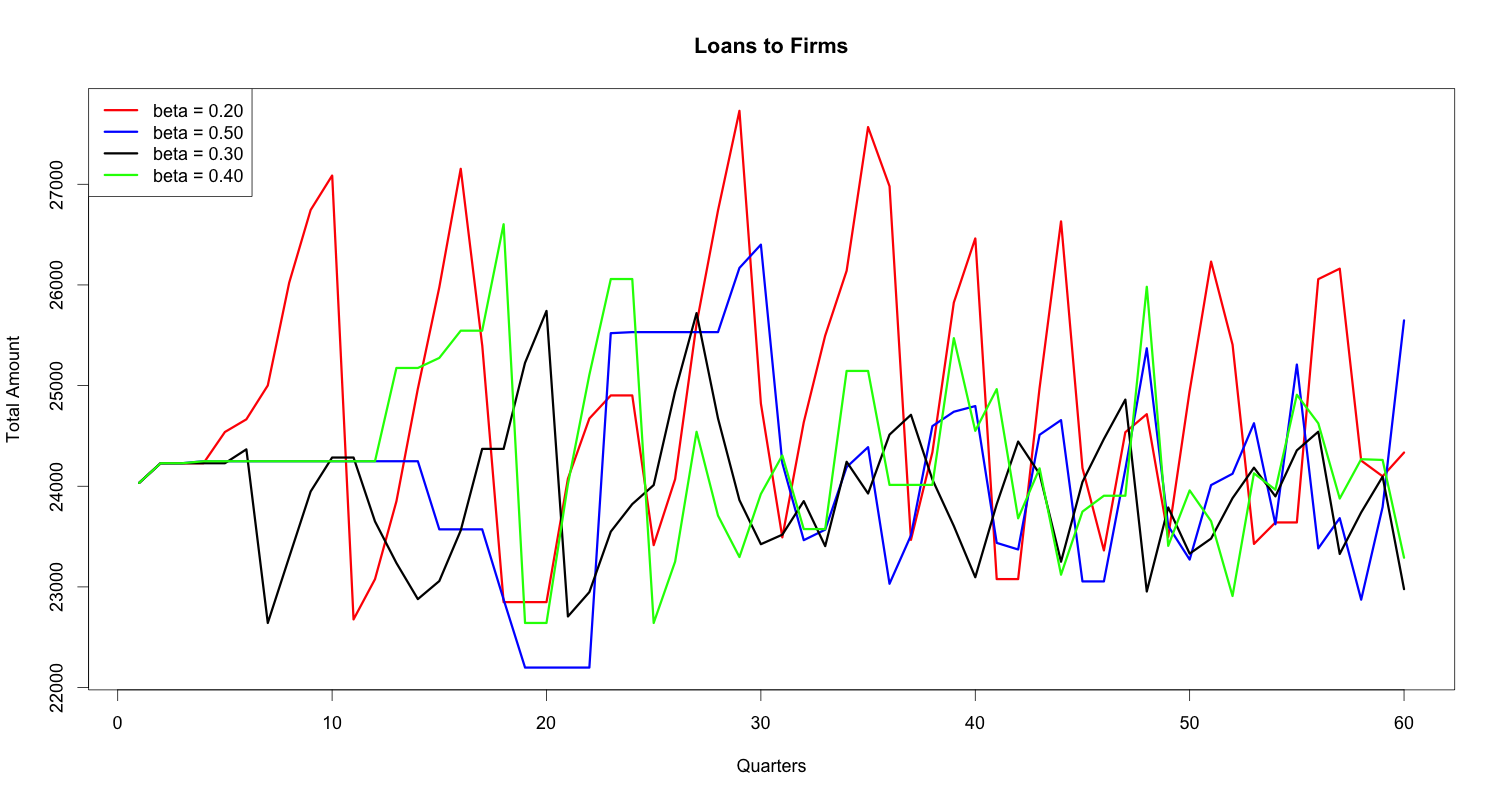 Loans to Firms
beta = 0.20
beta = 0.50
beta = 0.30
beta = 0.40
Total Amount
27000
26000
25000
24000
23000
22000
0 10 20 30 40 50 60
Quarters